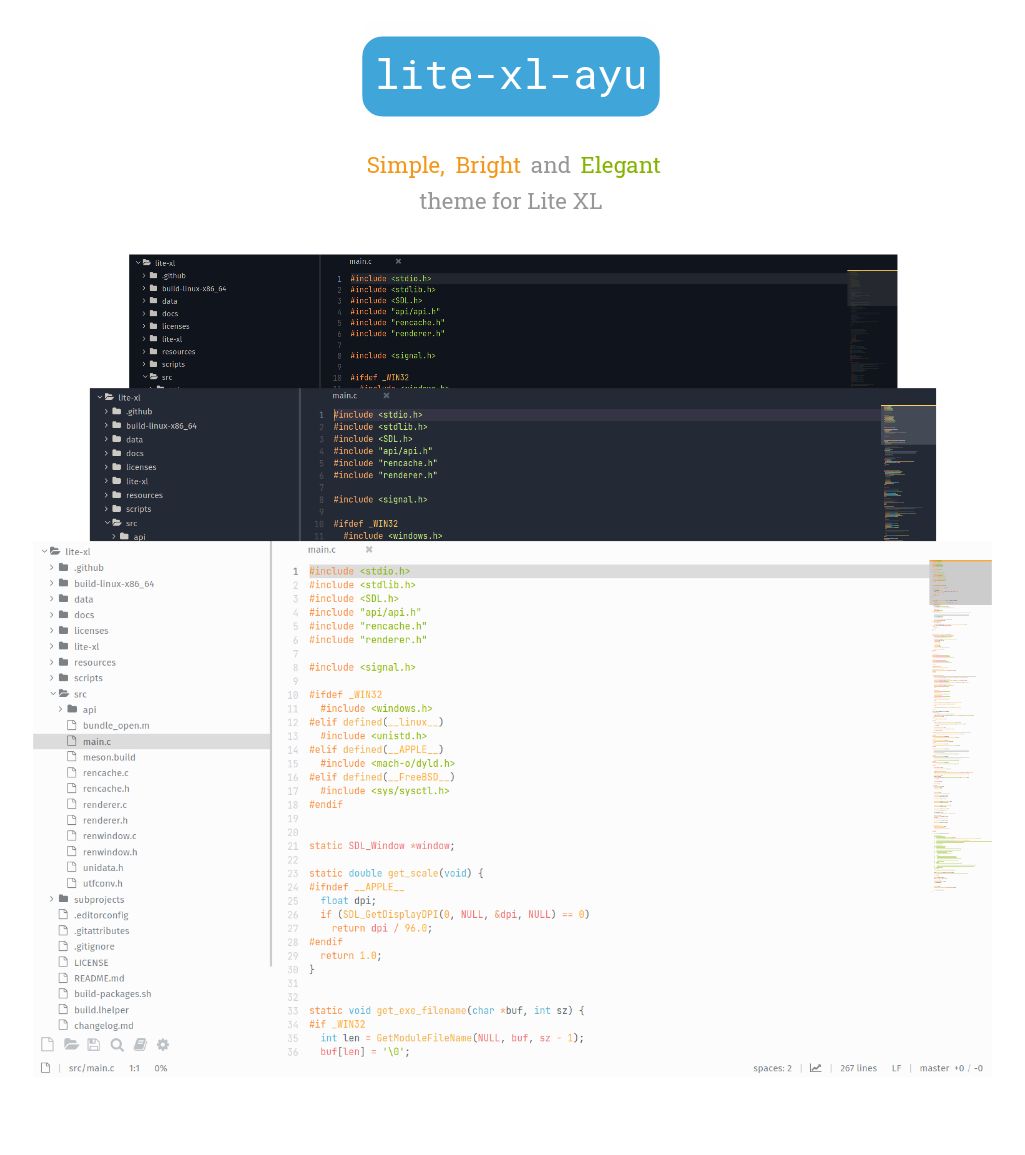 lite-xl-ayu
Simple, Bright and Elegant
theme for Lite XL
lite-xl
.github
build-linux-x86_64
data
docs
licenses
lite-xl
resources
scripts
src
main.c
1 #include <stdio.h>
2 #include <stdlib.h>
3 #include <SDL.h>
4 #include "api/api.h"
5 #include "rencache.h"
6 #include "renderer.h"
7
8 #include <signal.h>
9
10 #ifdef _WIN32
11 #include <windows.h>
lite-xl
.github
build-linux-x86_64
data
docs
licenses
lite-xl
resources
scripts
src
api
main.c
1 #include <stdio.h>
2 #include <stdlib.h>
3 #include <SDL.h>
4 #include "api/api.h"
5 #include "rencache.h"
6 #include "renderer.h"
7
8 #include <signal.h>
9
10 #ifdef _WIN32
11 #include <windows.h>
lite-xl
.github
build-linux-x86_64
data
docs
licenses
lite-xl
resources
scripts
src
api
bundle_open.m
main.c
meson.build
rencache.c
rencache.h
renderer.c
renderer.h
renwindow.c
renwindow.h
unidata.h
utfconv.h
subprojects
.editorconfig
.gitattributes
.gitignore
LICENSE
README.md
build-packages.sh
build.lhelper
changelog.md
main.c
1 #include <stdio.h>
2 #include <stdlib.h>
3 #include <SDL.h>
4 #include "api/api.h"
5 #include "rencache.h"
6 #include "renderer.h"
7
8 #include <signal.h>
9
10 #ifdef _WIN32
11 #include <windows.h>
12 #elif defined(__linux__)
13 #include <unistd.h>
14 #elif defined(__APPLE__)
15 #include <mach-o/dyld.h>
16 #elif defined(__FreeBSD__)
17 #include <sys/sysctl.h>
18 #endif
19
20
21 static SDL_Window *window;
22
23 static double get_scale(void) {
24 #ifndef __APPLE__
25 float dpi;
26 if (SDL_GetDisplayDPI(0, NULL, &dpi, NULL) == 0)
27 return dpi / 96.0;
28 #endif
29 return 1.0;
30 }
31
32
33 static void get_exe_filename(char *buf, int sz) {
34 #if _WIN32
35 int len = GetModuleFileName(NULL, buf, sz - 1);
36 buf[len] = '\0';
src/main.c 1:1 0%
spaces: 2 | 267 lines | LF | master +0 / -0